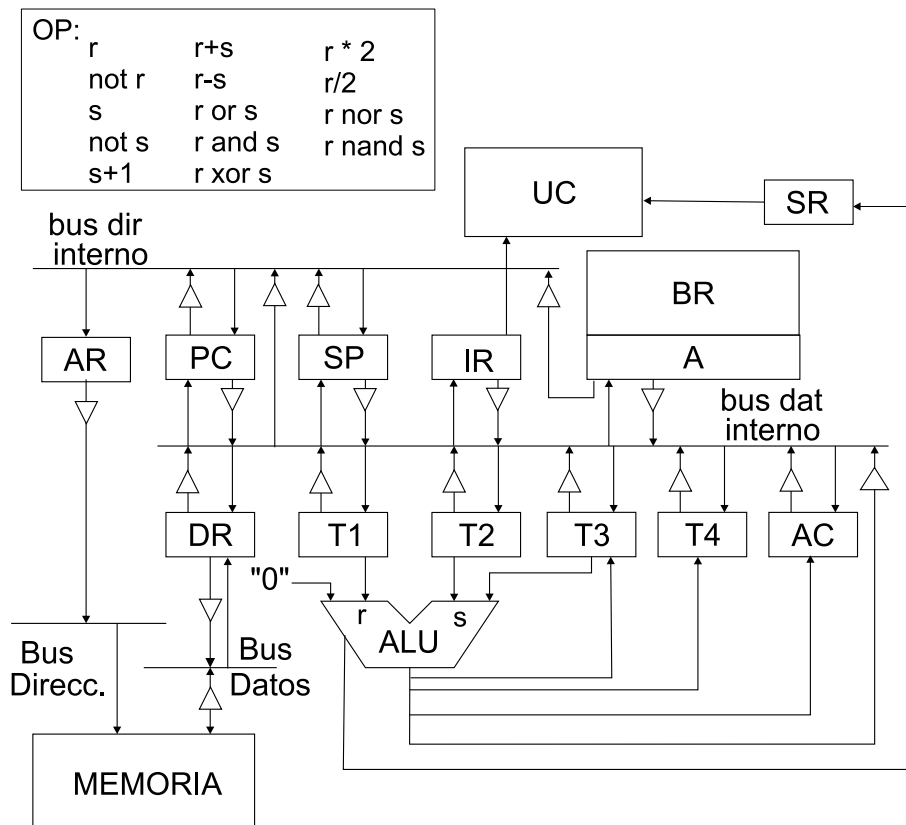 OP:
r
not r
s
not s
s+1
r+s
r-s
r or s
r and s
r xor s
r * 2
r/2
r nor s
r nand s
UC
SR
bus dir
interno
BR
AR
PC
SP
IR
A
bus dat
interno
DR
T1
T2
T3
T4
AC
"0"
r
s
ALU
Bus
Direcc.
Bus
Datos
MEMORIA